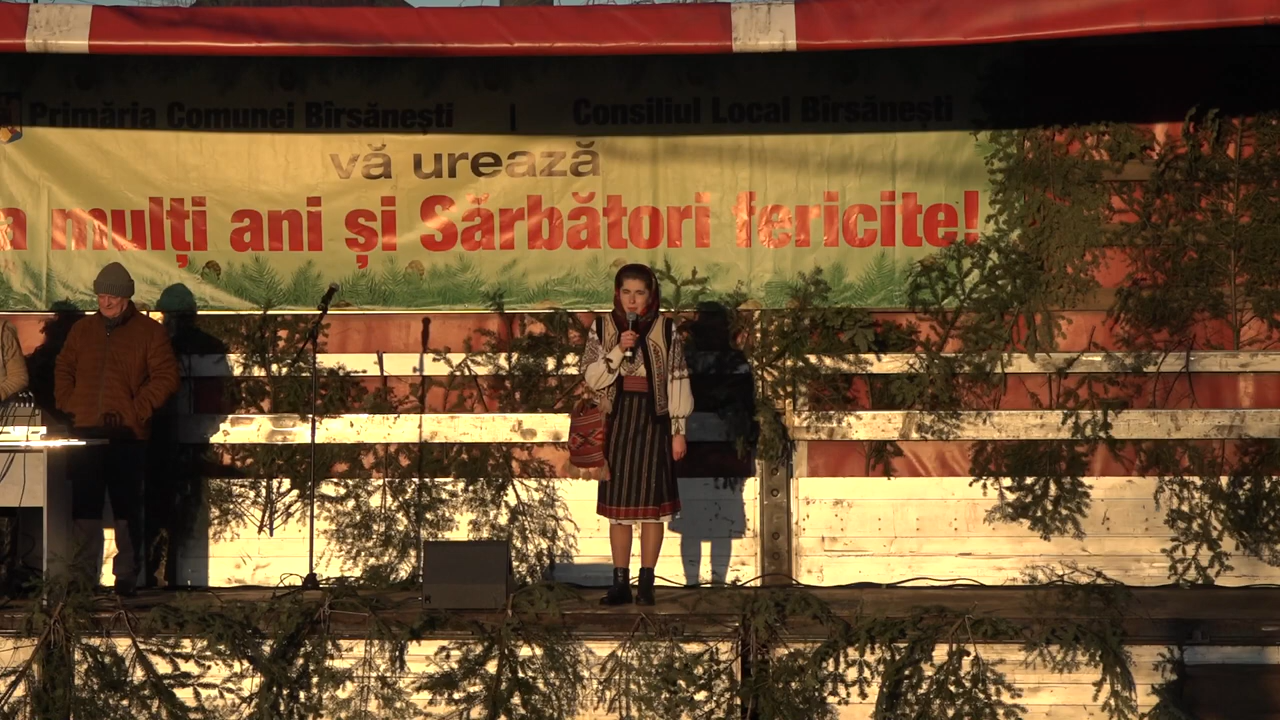 Primăria Comunei Bîrsănești | Consiliul Local Bîrsănești
vă urează
a mulți ani și Sărbători fericite!